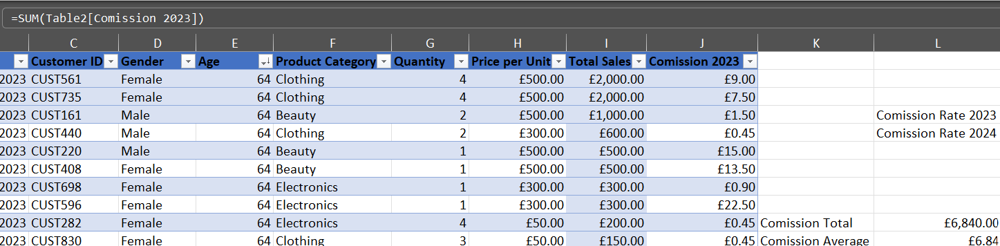 =SUM(Table2[Comission 2023])
C D E F G H I J K L
Customer ID Gender Age Product Category Quantity Price per Unit Total Sales Comission 2023
2023 CUST561 Female 64 Clothing 4 £500.00 £2,000.00 £9.00
2023 CUST735 Female 64 Clothing 4 £500.00 £2,000.00 £7.50
2023 CUST161 Male 64 Beauty 2 £500.00 £1,000.00 £1.50 Comission Rate 2023
2023 CUST440 Male 64 Clothing 2 £300.00 £600.00 £0.45 Comission Rate 2024
2023 CUST220 Male 64 Beauty 1 £500.00 £500.00 £15.00
2023 CUST408 Female 64 Beauty 1 £500.00 £500.00 £13.50
2023 CUST698 Female 64 Electronics 1 £300.00 £300.00 £0.90
2023 CUST596 Female 64 Electronics 1 £300.00 £300.00 £22.50
2023 CUST282 Female 64 Electronics 4 £50.00 £200.00 £0.45 Comission Total £6,840.00
2023 CUST830 Female 64 Clothing 3 £50.00 £150.00 £0.45 Comission Average £6.84